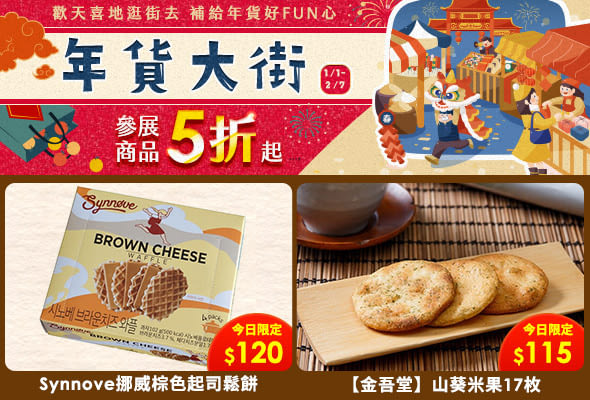 歡天喜地逛街去 補給年貨好FUN心
年貨大街
1/1~
2/7
參展
商品
5折起
Synnøve
BROWN CHEESE
WAFFLE
시노베 브라운치즈 와플
Synnøve
BROWN CHEESE
今日限定
$120
今日限定
$115
Synnove挪威棕色起司鬆餅
【金吾堂】山葵米果17枚